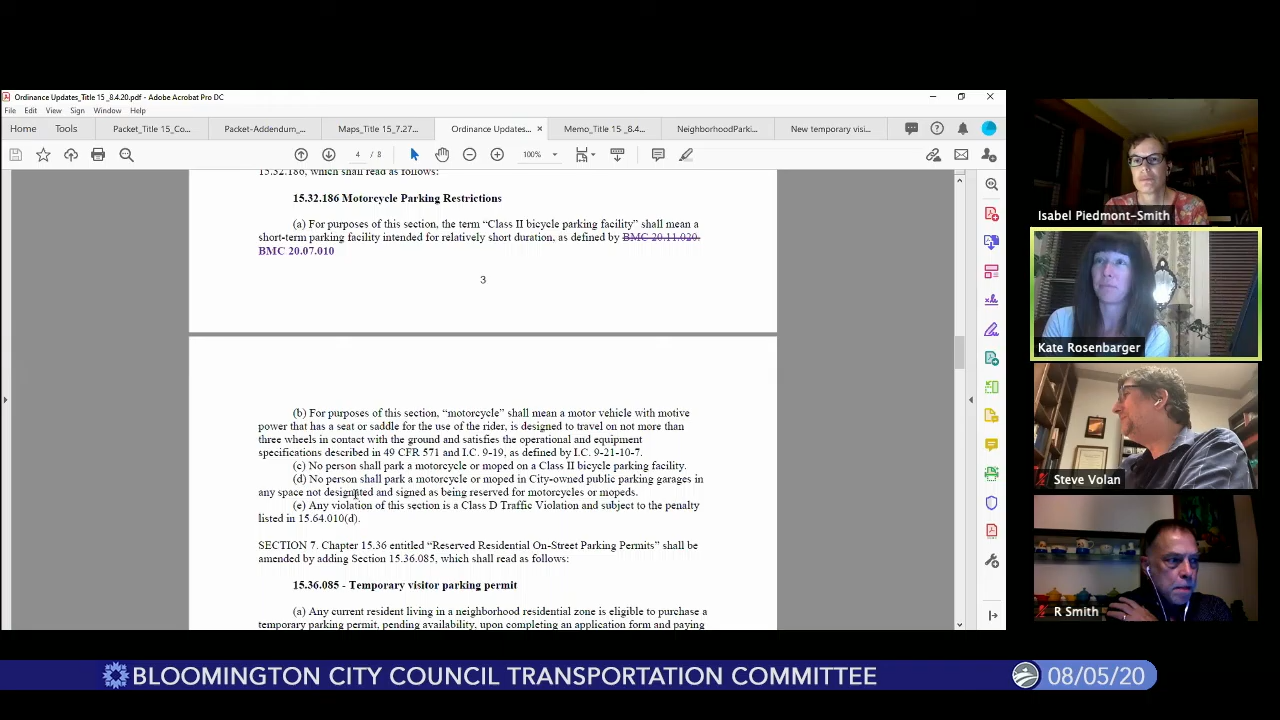 Ordinance Updates_Title 15 _8.4.20.pdf - Adobe Acrobat Pro DC
File Edit View Sign Window Help
Home Tools Packet_Title 15_Co... Packet-Addendum_... Maps_Title 15_7.27... Ordinance Updates... × Memo_Title 15 _8.4... NeighborhoodParki... New temporary visi...
4 / 8 100%
15.32.186, which shall read as follows:
15.32.186 Motorcycle Parking Restrictions
(a) For purposes of this section, the term “Class II bicycle parking facility” shall mean a
short-term parking facility intended for relatively short duration, as defined by BMC 20.11.020.
BMC 20.07.010
3
(b) For purposes of this section, “motorcycle” shall mean a motor vehicle with motive
power that has a seat or saddle for the use of the rider, is designed to travel on not more than
three wheels in contact with the ground and satisfies the operational and equipment
specifications described in 49 CFR 571 and I.C. 9-19, as defined by I.C. 9-21-10-7.
(c) No person shall park a motorcycle or moped on a Class II bicycle parking facility.
(d) No person shall park a motorcycle or moped in City-owned public parking garages in
any space not designated and signed as being reserved for motorcycles or mopeds.
(e) Any violation of this section is a Class D Traffic Violation and subject to the penalty
listed in 15.64.010(d).
SECTION 7. Chapter 15.36 entitled “Reserved Residential On-Street Parking Permits” shall be
amended by adding Section 15.36.085, which shall read as follows:
15.36.085 - Temporary visitor parking permit
(a) Any current resident living in a neighborhood residential zone is eligible to purchase a
temporary parking permit, pending availability, upon completing an application form and paying
Isabel Piedmont-Smith
Kate Rosenbarger
Steve Volan
R Smith
BLOOMINGTON CITY COUNCIL TRANSPORTATION COMMITTEE
08/05/20